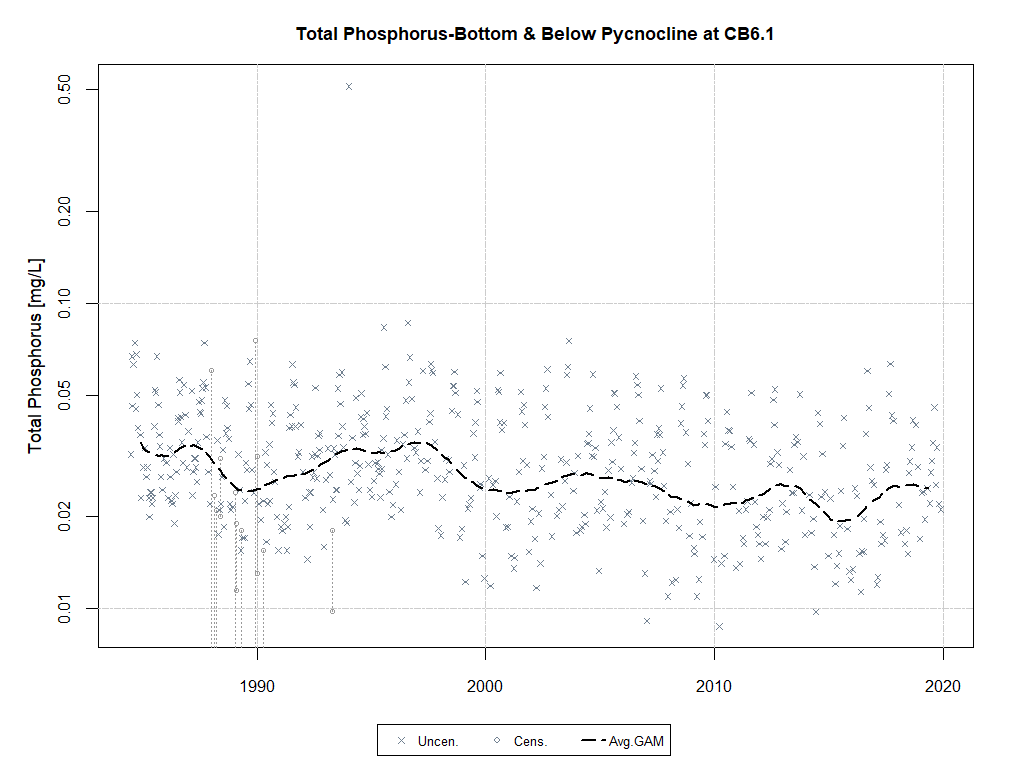 Total Phosphorus-Bottom & Below Pycnocline at CB6.1
Total Phosphorus [mg/L]
0.50
0.20
0.10
0.05
0.02
0.01
1990 2000 2010 2020
Uncen. Cens. Avg.GAM